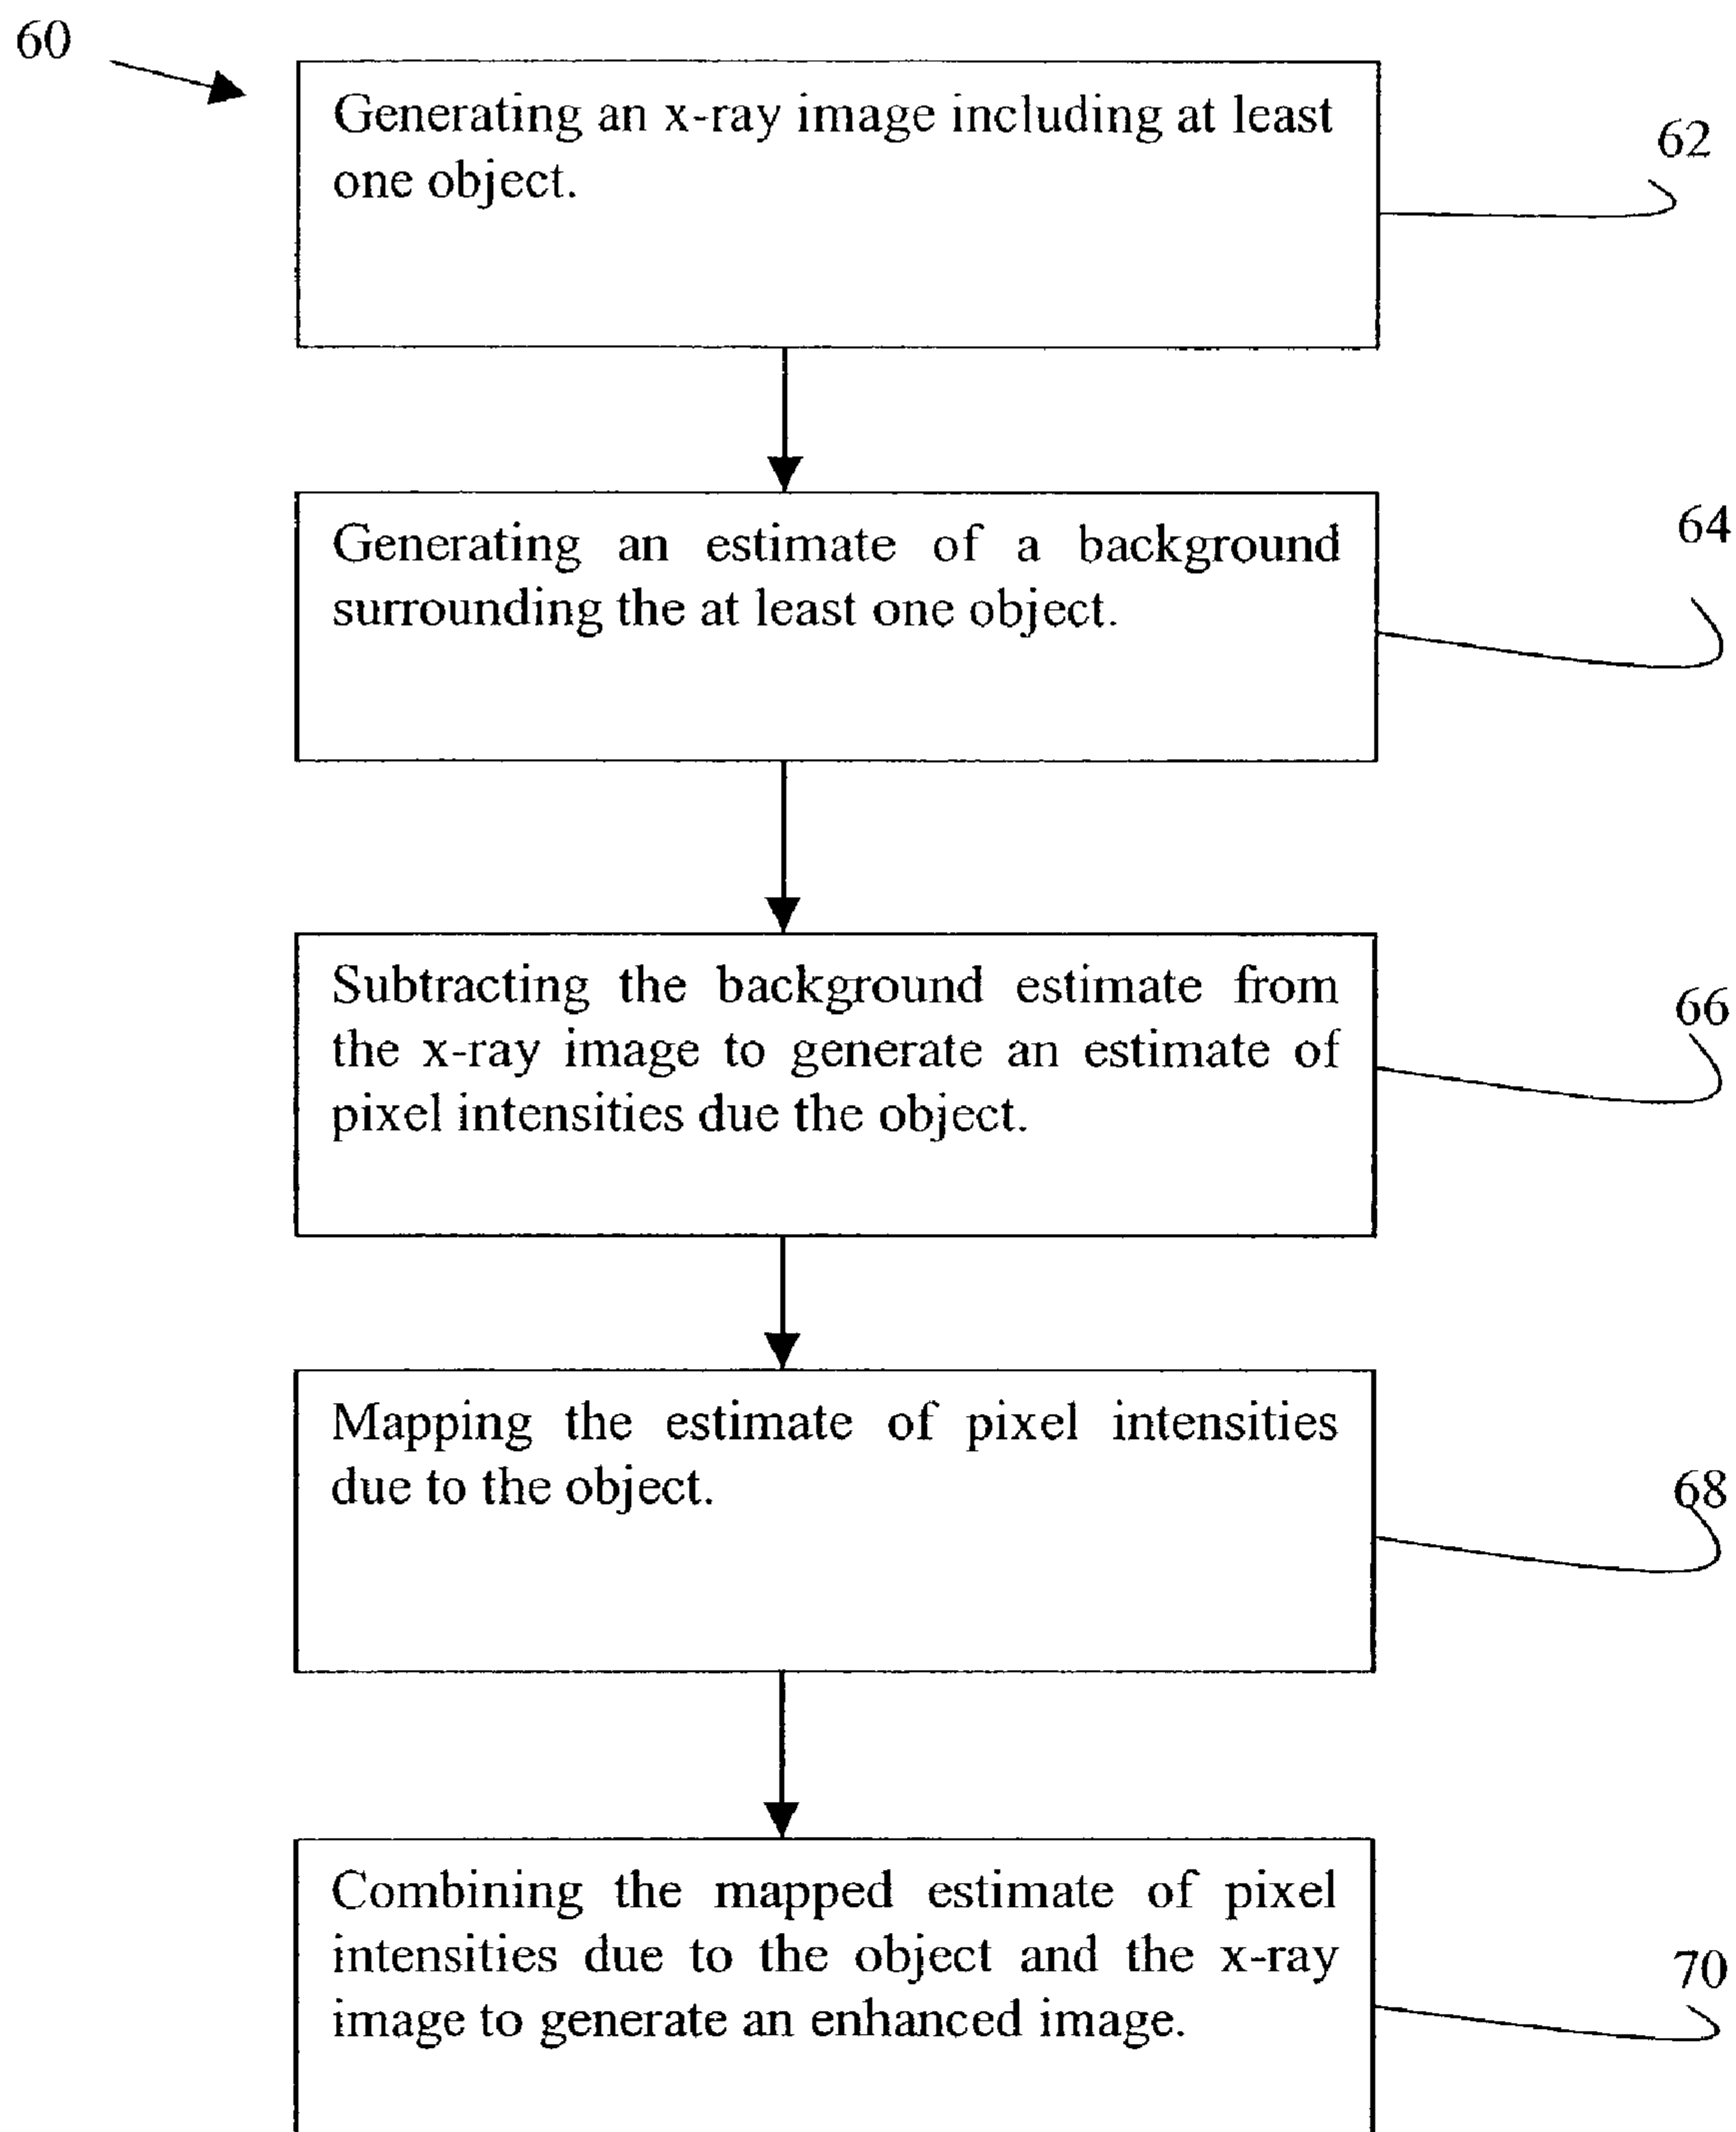 60
Generating an x-ray image including at least
one object.
62
Generating an estimate of a background
surrounding the at least one object.
64
Subtracting the background estimate from
the x-ray image to generate an estimate of
pixel intensities due the object.
66
Mapping the estimate of pixel intensities
due to the object.
68
Combining the mapped estimate of pixel
intensities due to the object and the x-ray
image to generate an enhanced image.
70